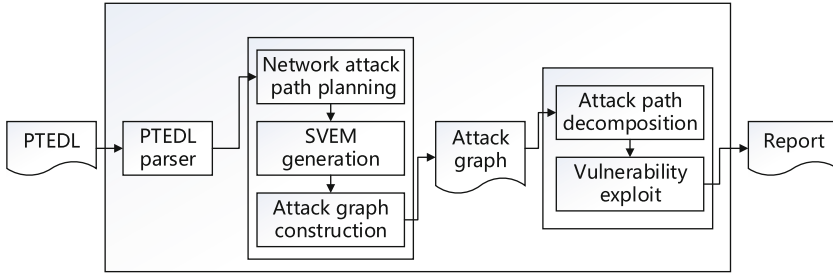 PTEDL
PTEDL
parser
Network attack
path planning
SVEM
generation
Attack graph
construction
Attack
graph
Attack path
decomposition
Vulnerability
exploit
Report